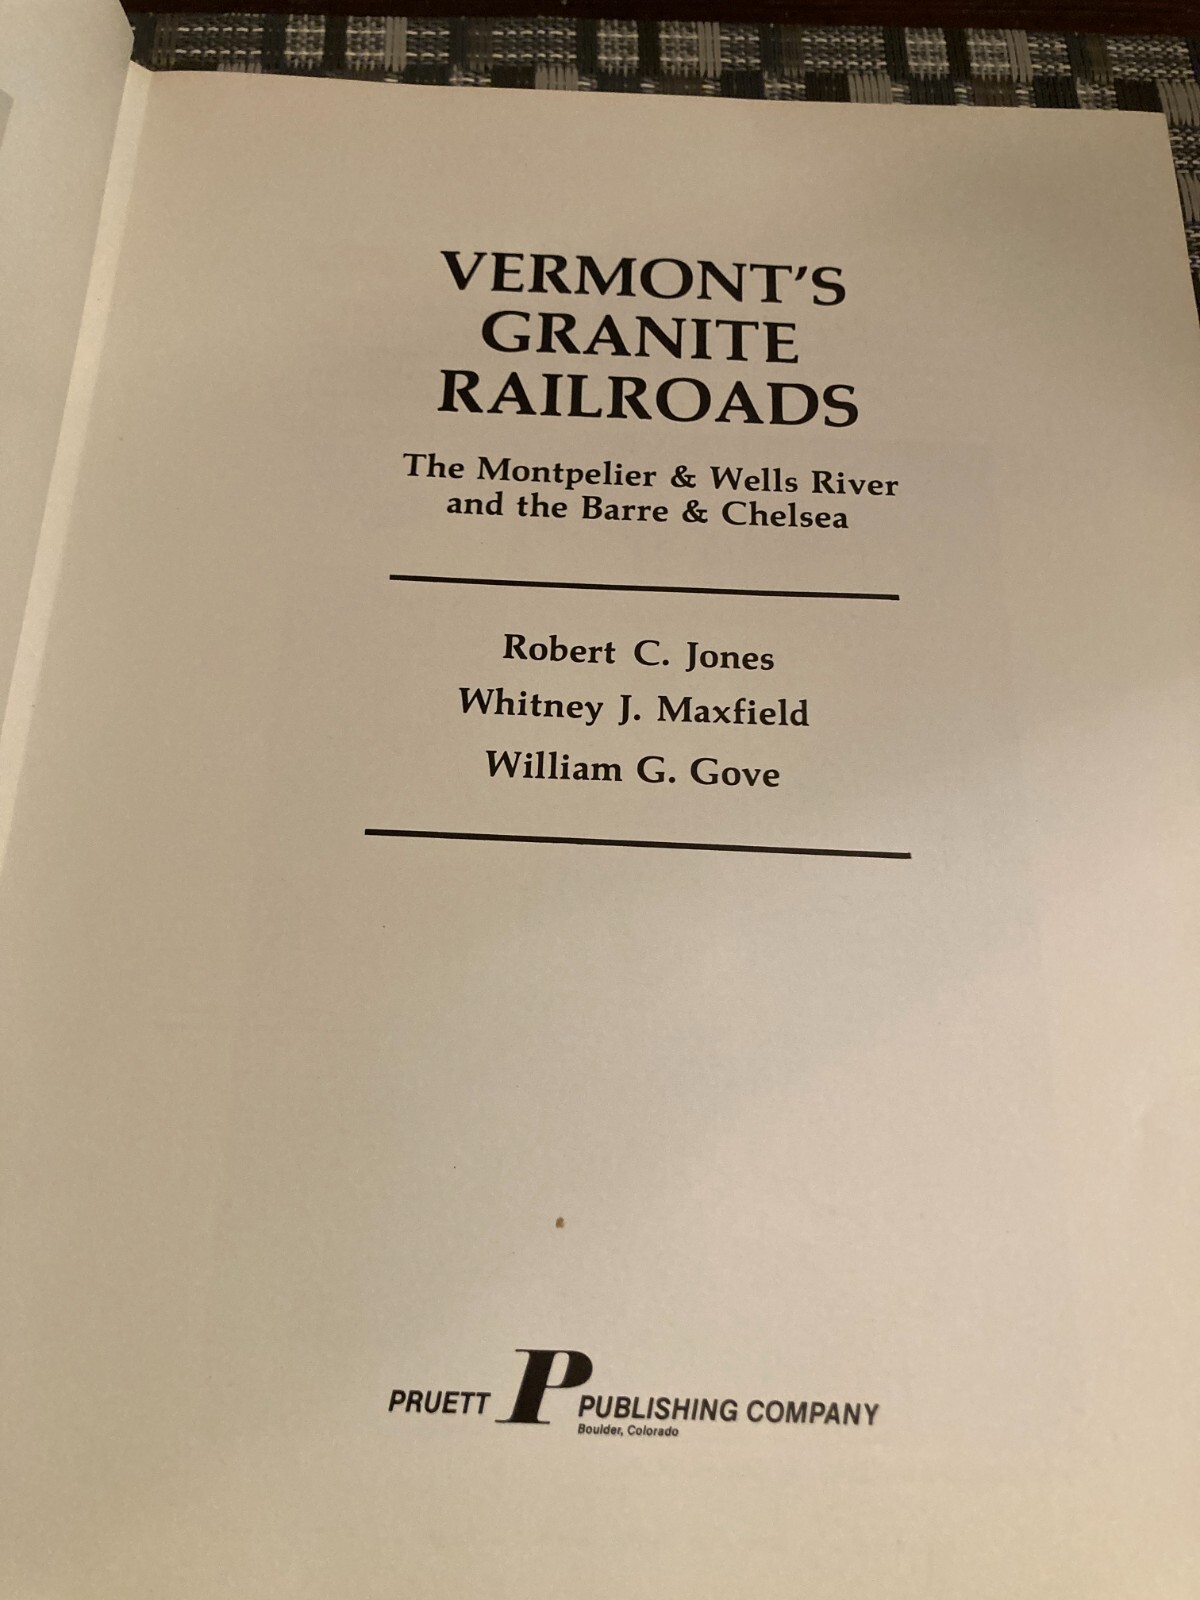 VERMONT'S
GRANITE
RAILROADS
The Montpelier & Wells River
and the Barre & Chelsea
Robert C. Jones
Whitney J. Maxfield
William G. Gove
PRUETT P PUBLISHING COMPANY
Boulder, Colorado